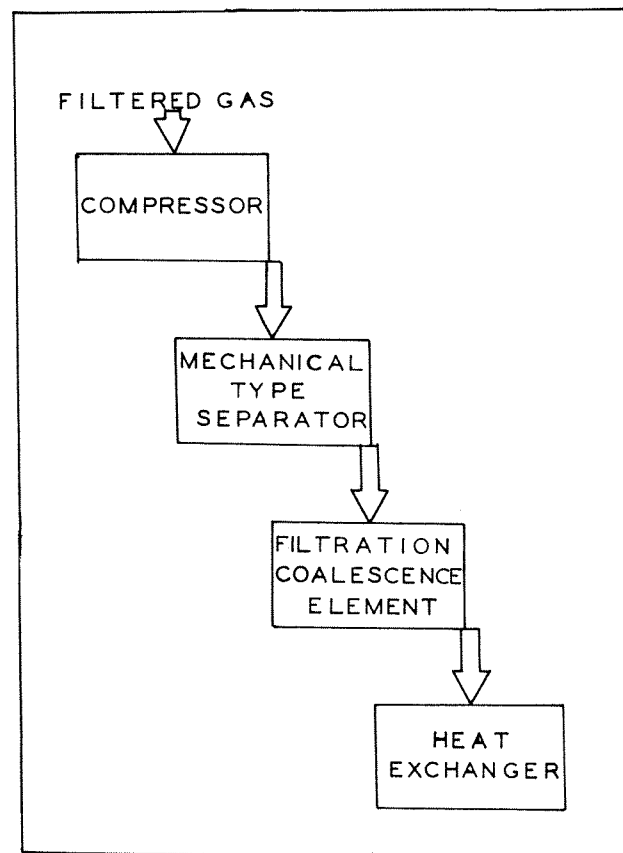 FILTERED GAS
COMPRESSOR
MECHANICAL
TYPE
SEPARATOR
FILTRATION
COALESCENCE
ELEMENT
HEAT
EXCHANGER